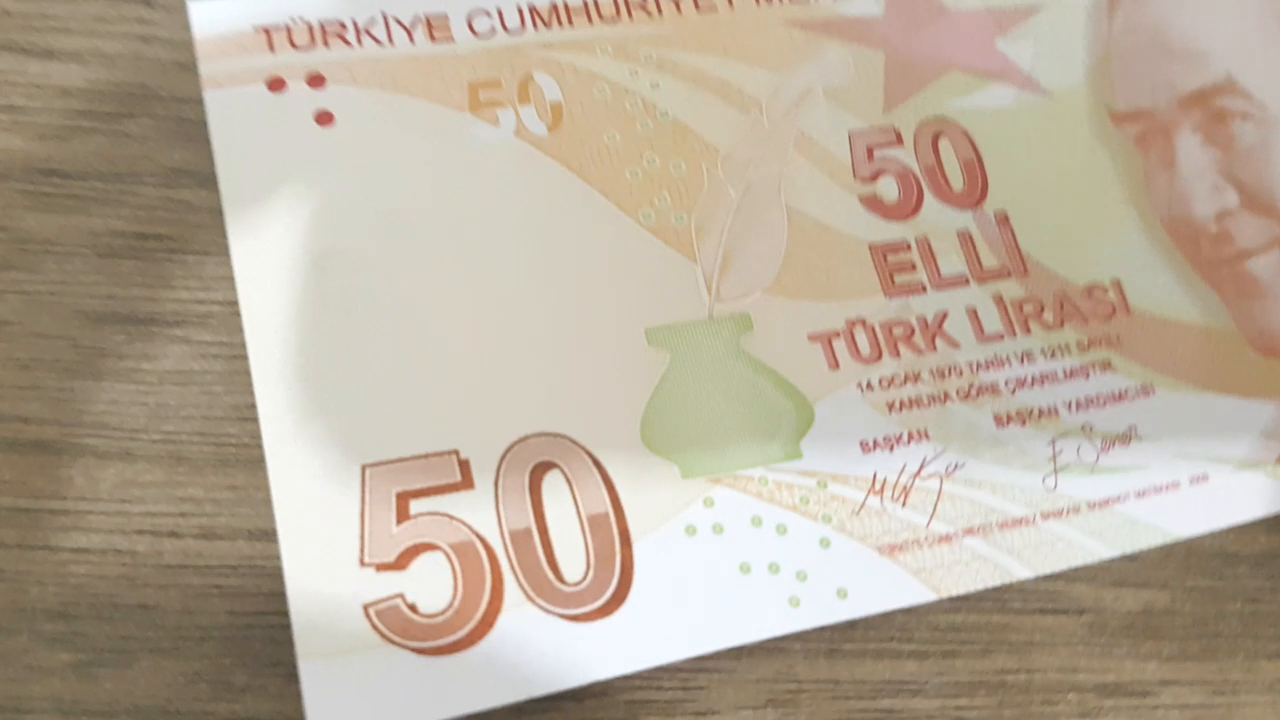 TÜRKİYE CUMHURİYET ME
50
50
ELLİ
TÜRK LİRASI
14 OCAK 1970 TARİH VE 1211 SAYILI
KANUNA GÖRE ÇIKARILMIŞTIR
BAŞKAN
BAŞKAN YARDIMCISI
50